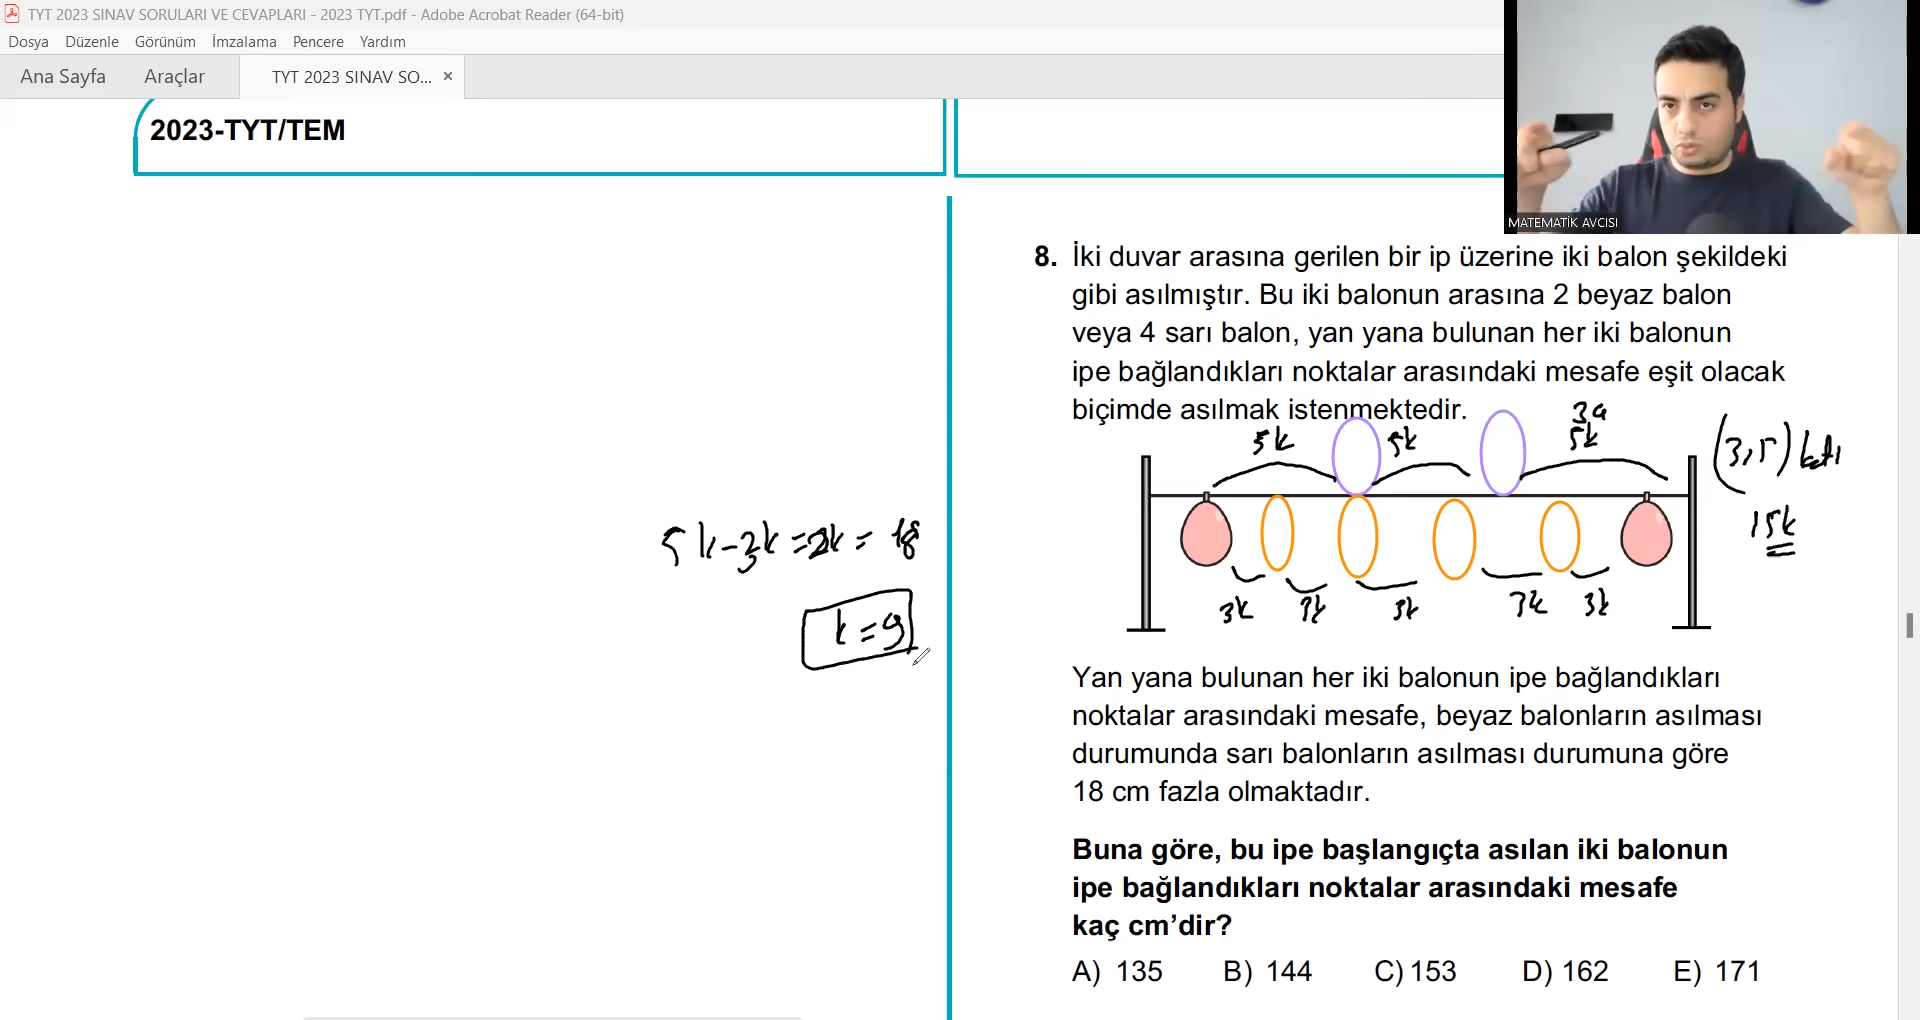 TYT 2023 SINAV SORULARI VE CEVAPLARI - 2023 TYT.pdf - Adobe Acrobat Reader (64-bit)
Dosya Düzenle Görünüm İmzalama Pencere Yardım
Ana Sayfa Araçlar TYT 2023 SINAV SO... ×
MATEMATİK AVCISI
2023-TYT/TEM
5k-3k=2k=18
k=9
8. İki duvar arasına gerilen bir ip üzerine iki balon şekildeki
gibi asılmıştır. Bu iki balonun arasına 2 beyaz balon
veya 4 sarı balon, yan yana bulunan her iki balonun
ipe bağlandıkları noktalar arasındaki mesafe eşit olacak
biçimde asılmak istenmektedir.
3a
5k 5k 5k
(3,5) katı
15k
3k 3k 3k 3k 3k
Yan yana bulunan her iki balonun ipe bağlandıkları
noktalar arasındaki mesafe, beyaz balonların asılması
durumunda sarı balonların asılması durumuna göre
18 cm fazla olmaktadır.
Buna göre, bu ipe başlangıçta asılan iki balonun
ipe bağlandıkları noktalar arasındaki mesafe
kaç cm'dir?
A) 135 B) 144 C) 153 D) 162 E) 171